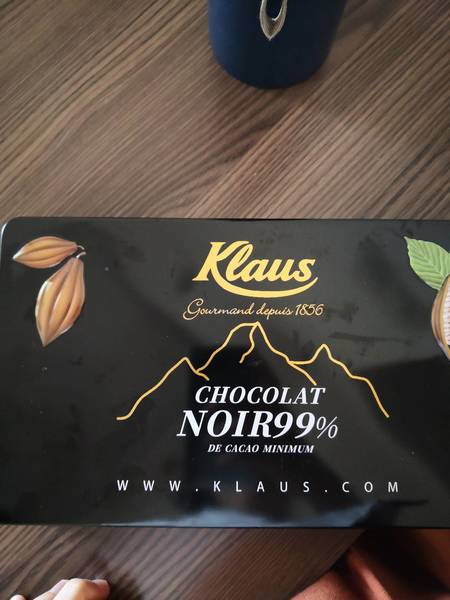 Klaus
Gourmand depuis 1856
CHOCOLAT
NOIR99%
DE CACAO MINIMUM
WWW.KLAUS.COM